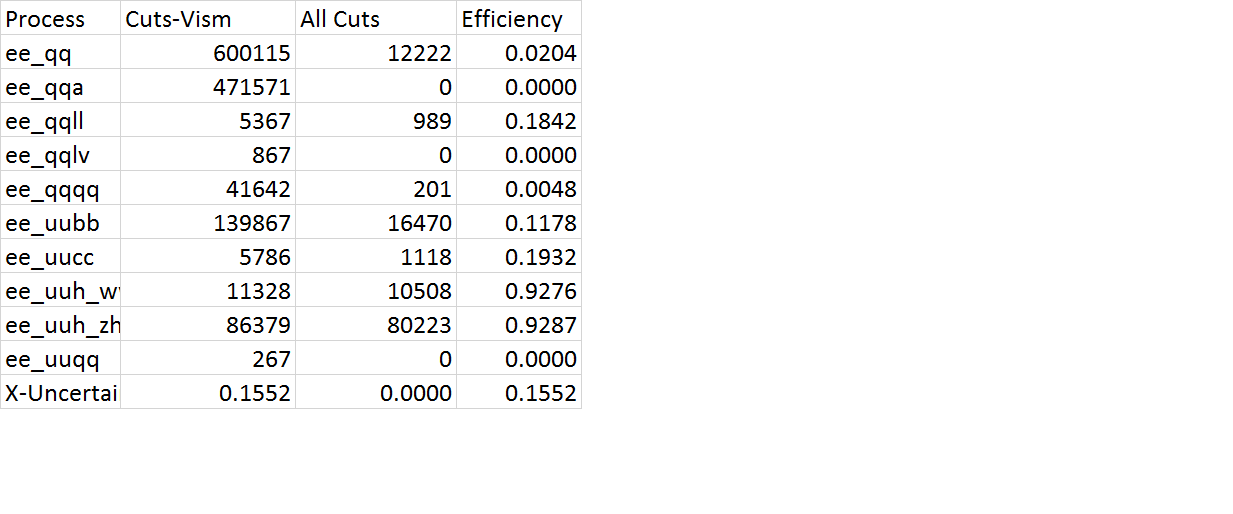 Process Cuts-Vism All Cuts Efficiency
ee_qq 600115 12222 0.0204
ee_qqa 471571 0 0.0000
ee_qqll 5367 989 0.1842
ee_qqlv 867 0 0.0000
ee_qqqq 41642 201 0.0048
ee_uubb 139867 16470 0.1178
ee_uucc 5786 1118 0.1932
ee_uuh_w 11328 10508 0.9276
ee_uuh_zh 86379 80223 0.9287
ee_uuqq 267 0 0.0000
X-Uncertai 0.1552 0.0000 0.1552